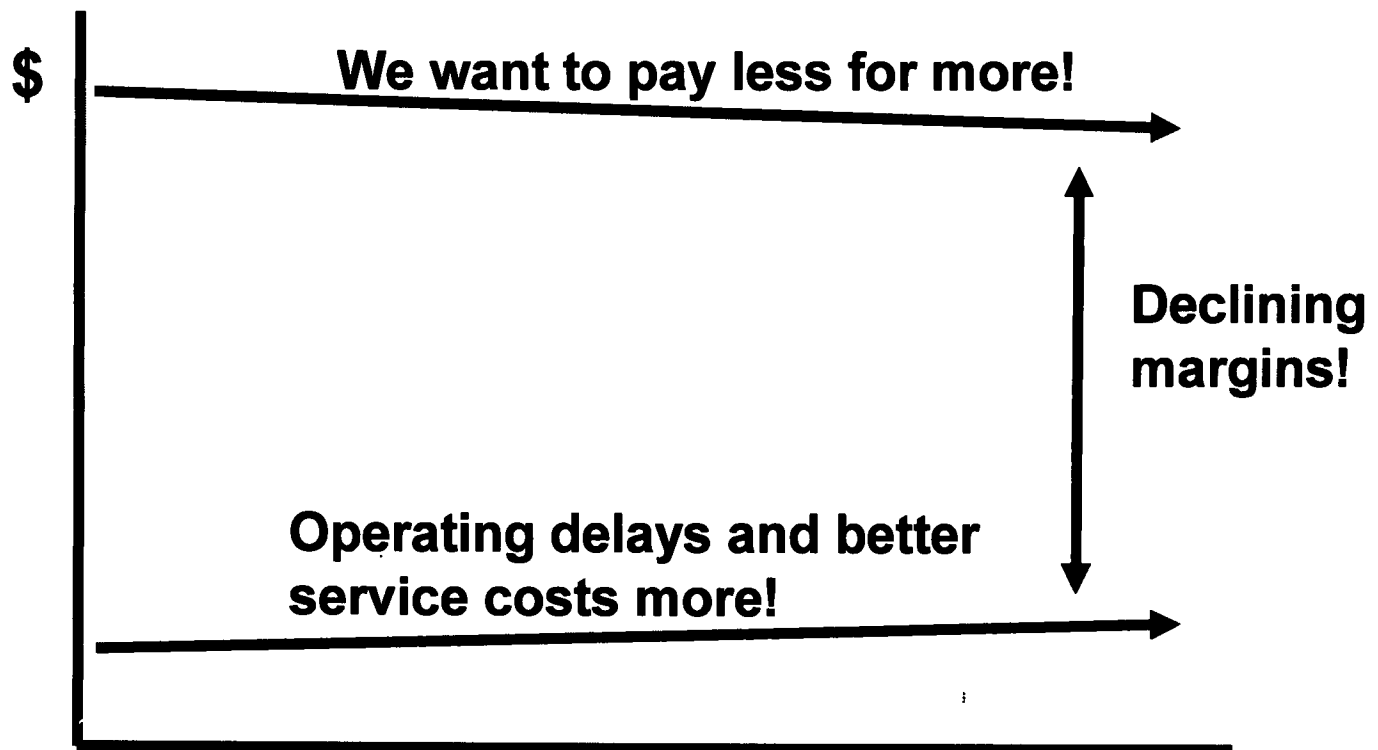 $
We want to pay less for more!
Declining
margins!
Operating delays and better
service costs more!